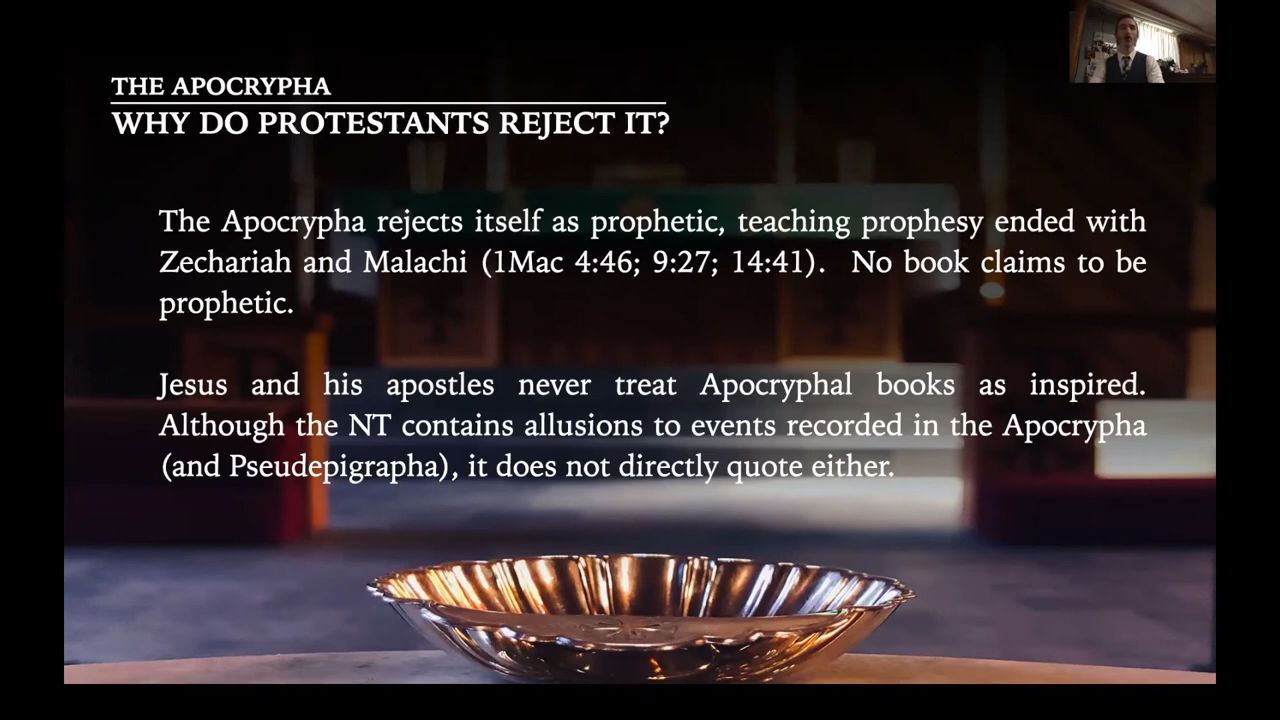 THE APOCRYPHA
WHY DO PROTESTANTS REJECT IT?
The Apocrypha rejects itself as prophetic, teaching prophesy ended with
Zechariah and Malachi (1Mac 4:46; 9:27; 14:41). No book claims to be
prophetic.
Jesus and his apostles never treat Apocryphal books as inspired.
Although the NT contains allusions to events recorded in the Apocrypha
(and Pseudepigrapha), it does not directly quote either.